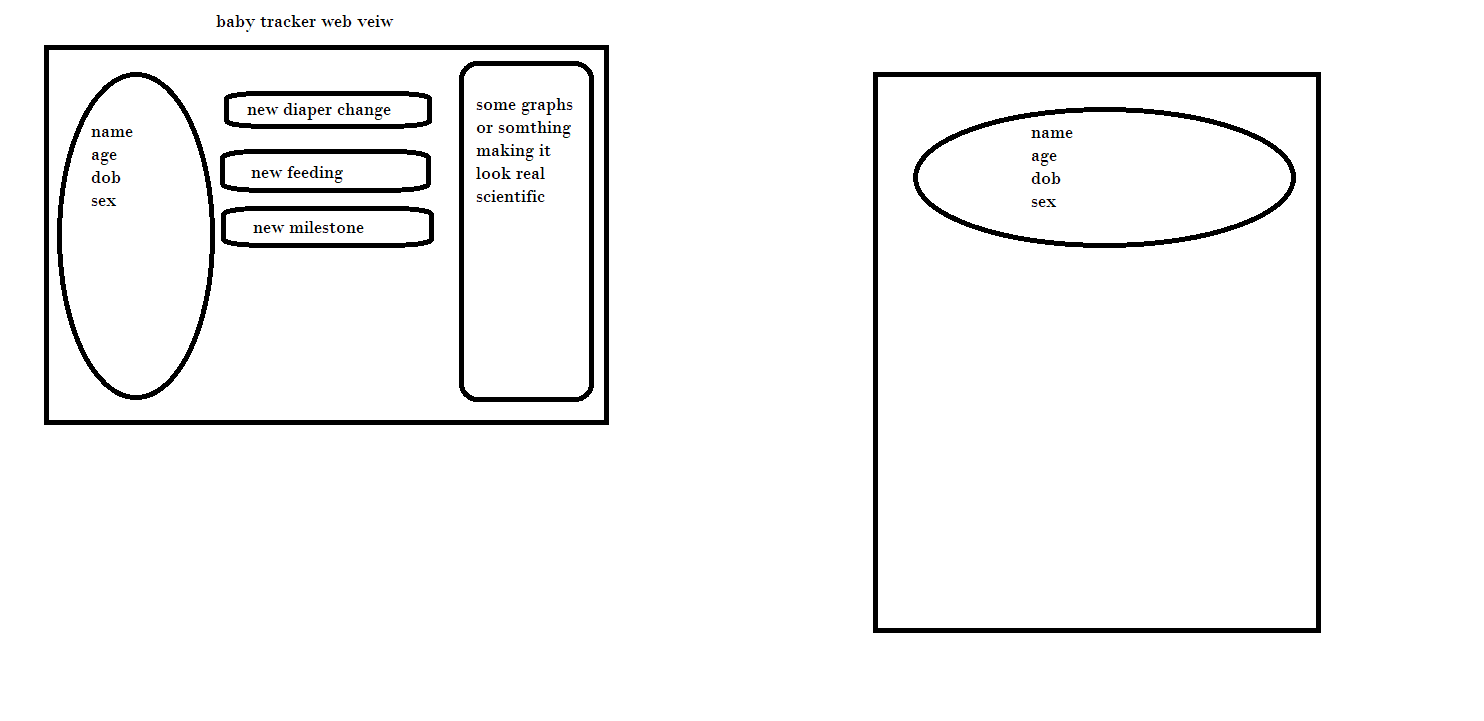 baby tracker web veiw
name
age
dob
sex
new diaper change
new feeding
new milestone
some graphs
or somthing
making it
look real
scientific
name
age
dob
sex